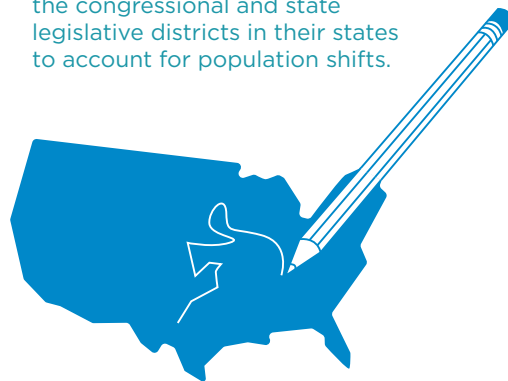 the congressional and state
legislative districts in their states
to account for population shifts.